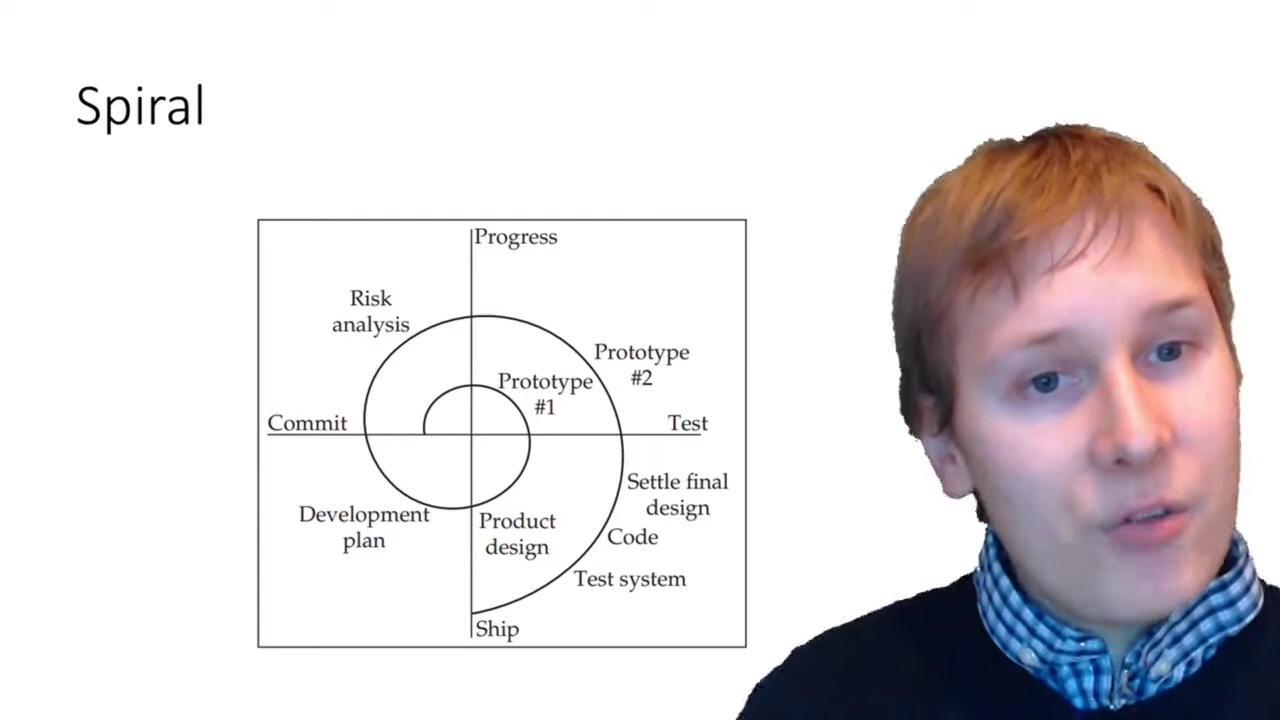 Spiral
Progress
Risk
analysis
Prototype
#2
Prototype
#1
Commit
Test
Settle final
design
Development
plan
Product
design
Code
Test system
Ship